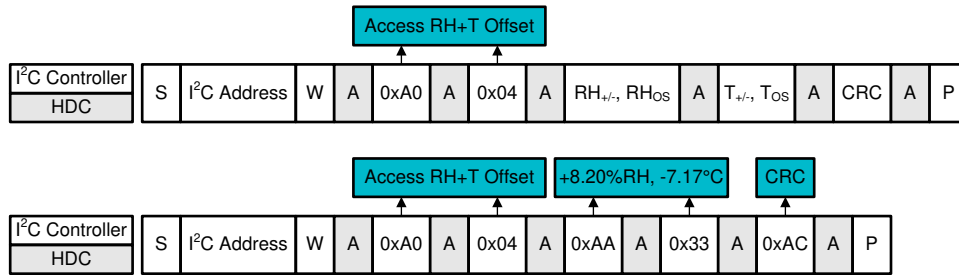 Access RH+T Offset
I²C Controller
HDC
S I²C Address W A 0xA0 A 0x04 A RH+/-, RHOS A T+/-, TOS A CRC A P
Access RH+T Offset +8.20%RH, -7.17°C CRC
I²C Controller
HDC
S I²C Address W A 0xA0 A 0x04 A 0xAA A 0x33 A 0xAC A P